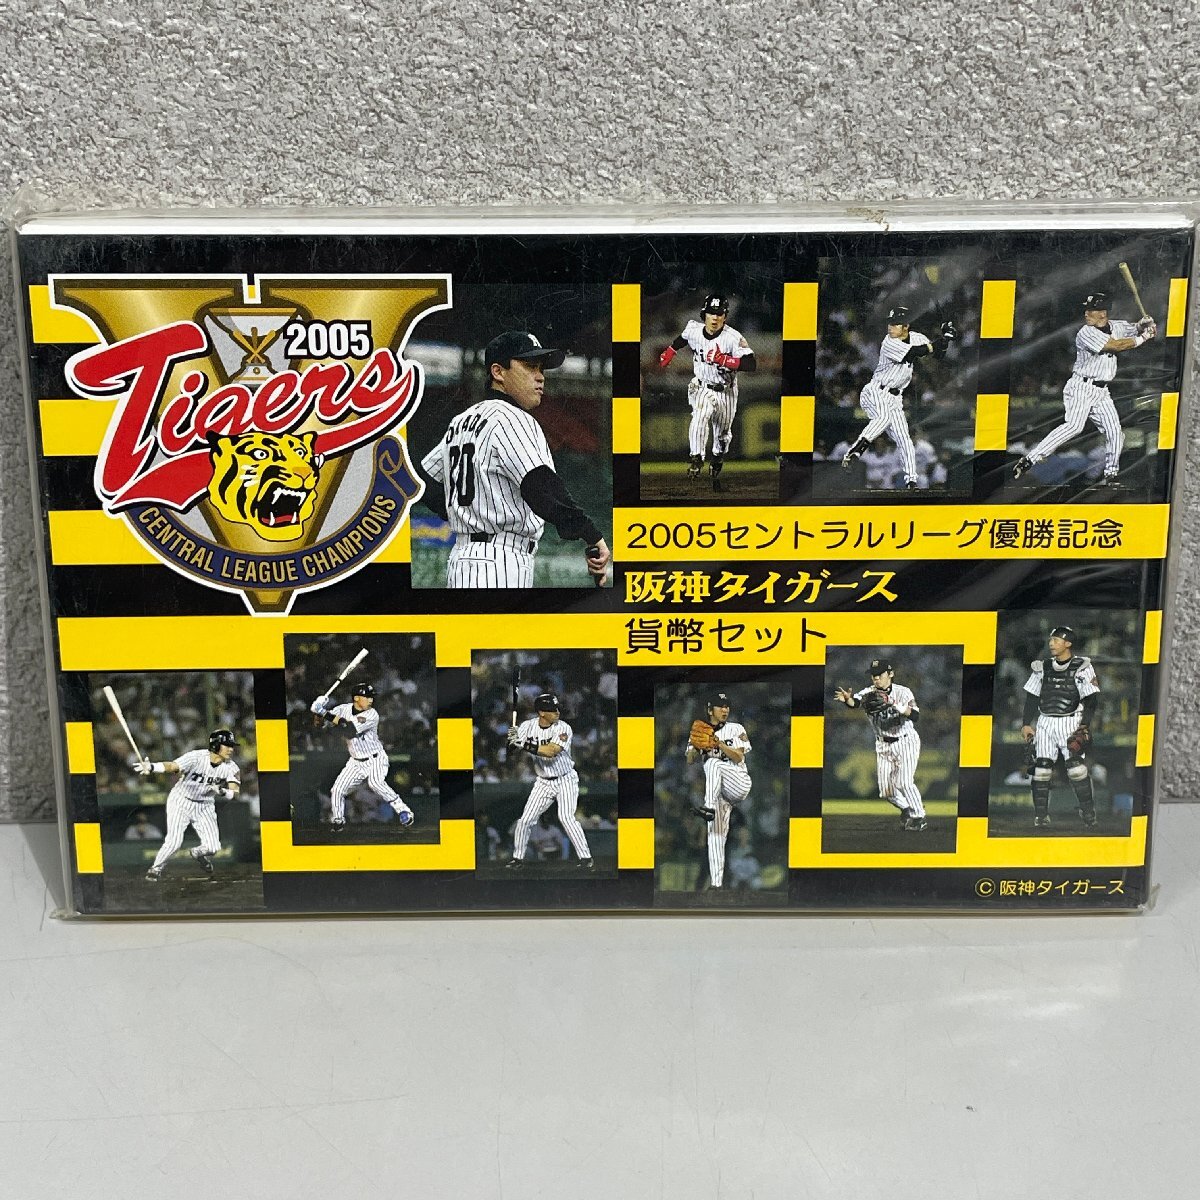 2005
Tigers
CENTRAL LEAGUE CHAMPIONS
OKADA
80
2005セントラルリーグ優勝記念
阪神タイガース
貨幣セット
©阪神タイガース